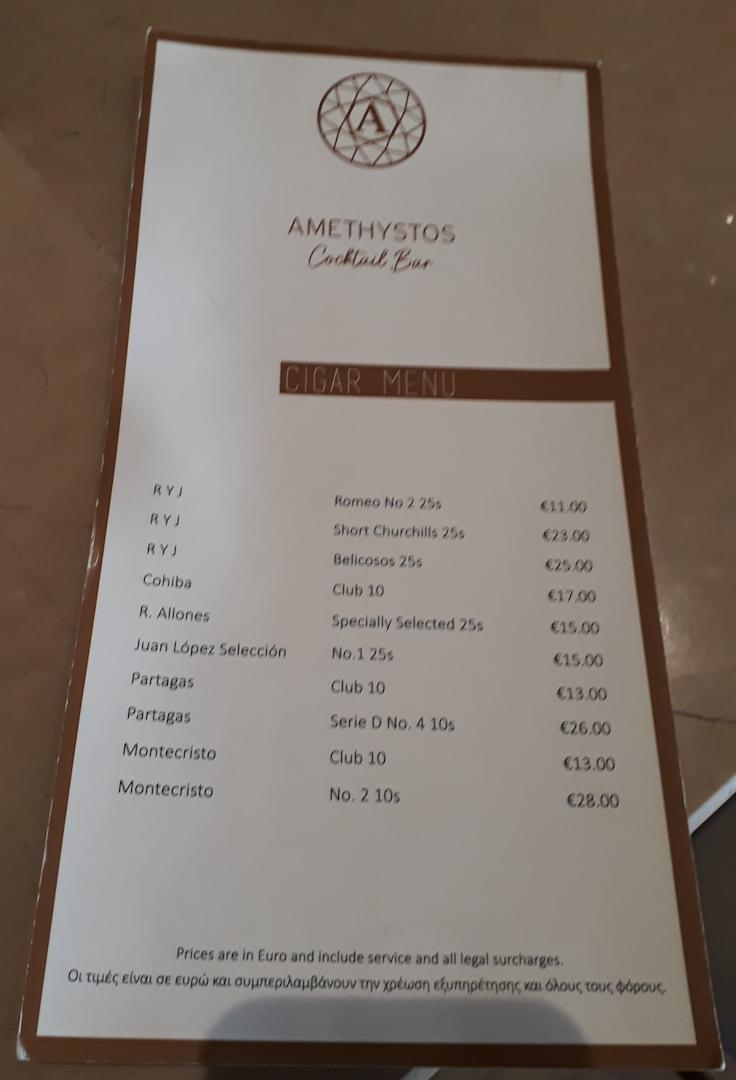 A
AMETHYSTOS
Cocktail Bar
CIGAR MENU
R Y J Romeo No 2 25s €11.00
R Y J Short Churchills 25s €23.00
R Y J Belicosos 25s €25.00
Cohiba Club 10 €17.00
R. Allones Specially Selected 25s €15.00
Juan López Selección No.1 25s €15.00
Partagas Club 10 €13.00
Partagas Serie D No. 4 10s €26.00
Montecristo Club 10 €13.00
Montecristo No. 2 10s €28.00
Prices are in Euro and include service and all legal surcharges.
Οι τιμές είναι σε ευρώ και συμπεριλαμβάνουν την χρέωση εξυπηρέτησης και όλους τους φόρους.